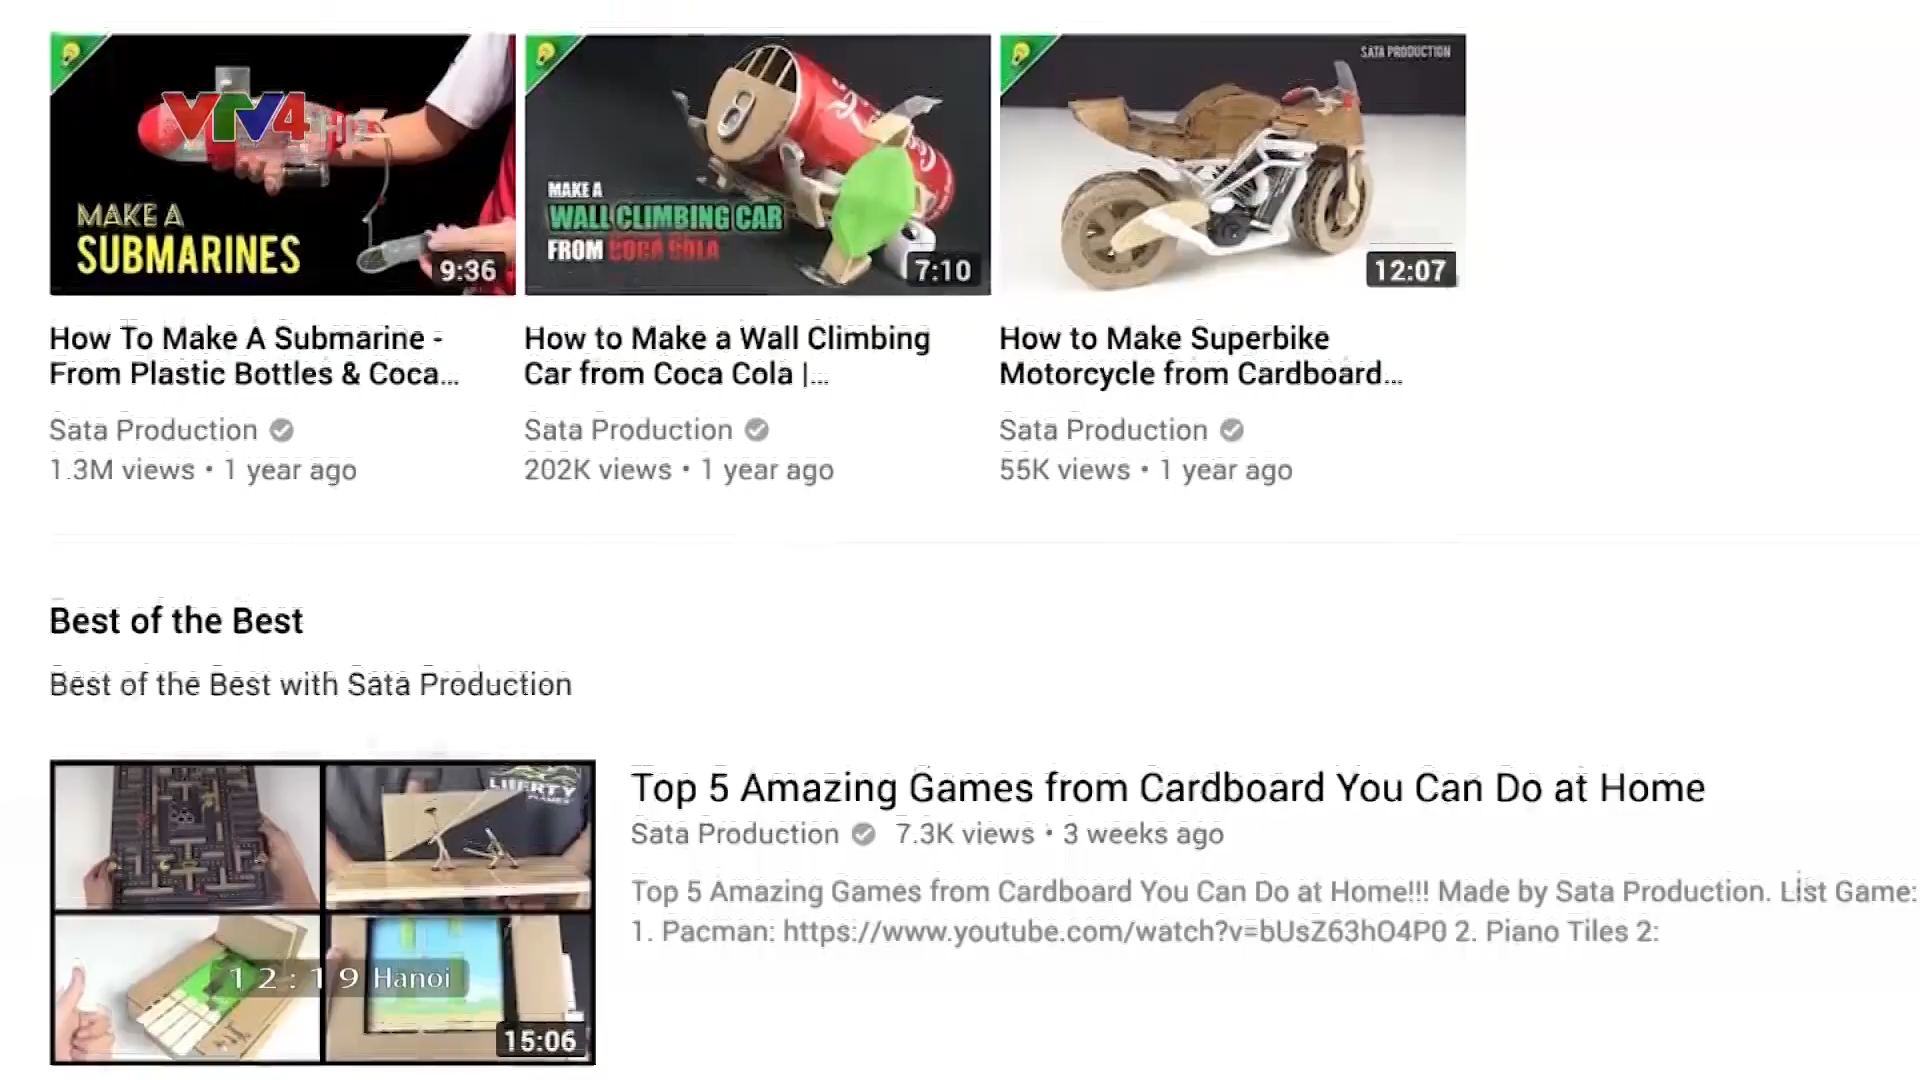 SATA PRODUCTION
VTV4 HD
MAKE A
SUBMARINES
9:36
MAKE A
WALL CLIMBING CAR
FROM COCA COLA
7:10
12:07
How To Make A Submarine -
From Plastic Bottles & Coca...
How to Make a Wall Climbing
Car from Coca Cola |...
How to Make Superbike
Motorcycle from Cardboard...
Sata Production
1.3M views • 1 year ago
Sata Production
202K views • 1 year ago
Sata Production
55K views • 1 year ago
Best of the Best
Best of the Best with Sata Production
LIBERTY
12:19 Hanoi
15:06
Top 5 Amazing Games from Cardboard You Can Do at Home
Sata Production 7.3K views • 3 weeks ago
Top 5 Amazing Games from Cardboard You Can Do at Home!!! Made by Sata Production. List Game:
1. Pacman: https://www.youtube.com/watch?v=bUsZ63hO4P0 2. Piano Tiles 2: